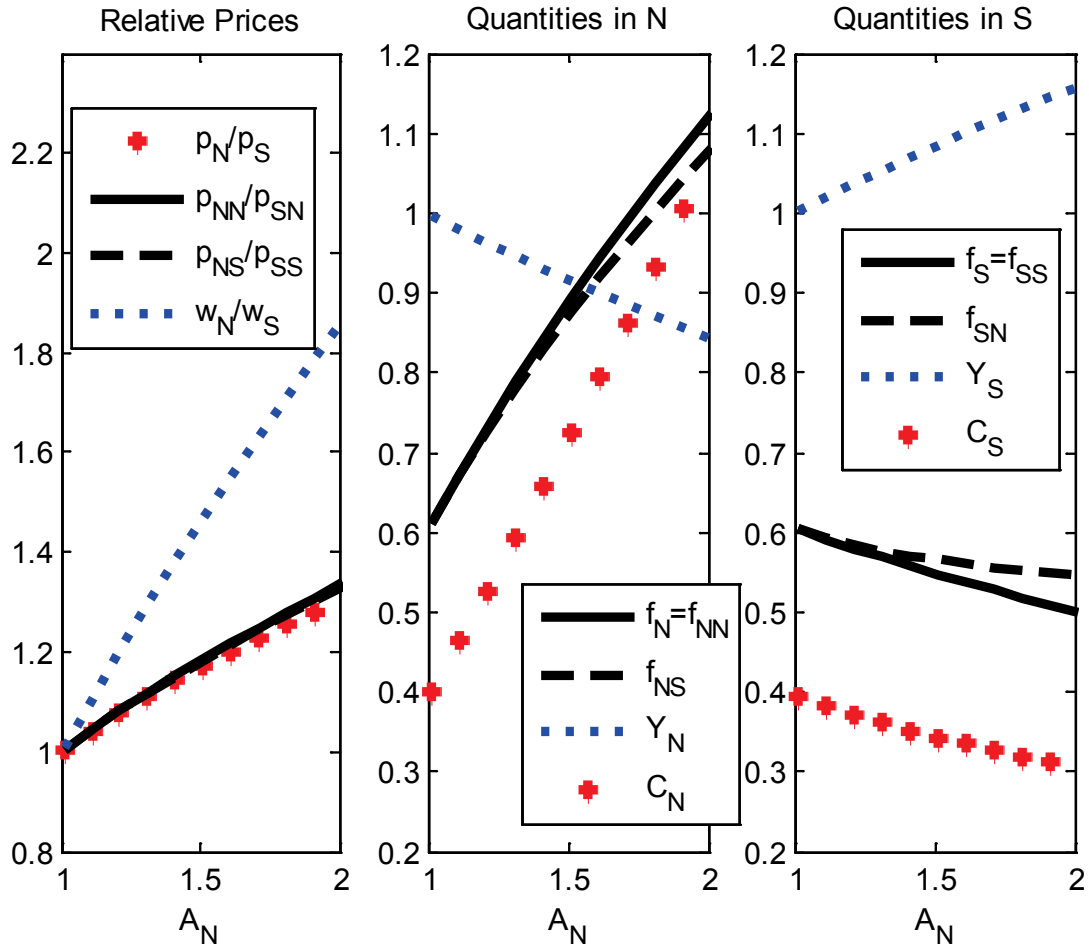 Relative Prices
Quantities in N
Quantities in S
2.2
2
1.8
1.6
1.4
1.2
1
0.8
1
1.5
2
A_N
p_N/p_S
p_NN/p_SN
p_NS/p_SS
w_N/w_S
1.2
1.1
1
0.9
0.8
0.7
0.6
0.5
0.4
0.3
0.2
1
1.5
2
A_N
f_N=f_NN
f_NS
Y_N
C_N
1.2
1.1
1
0.9
0.8
0.7
0.6
0.5
0.4
0.3
0.2
1
1.5
2
A_N
f_S=f_SS
f_SN
Y_S
C_S